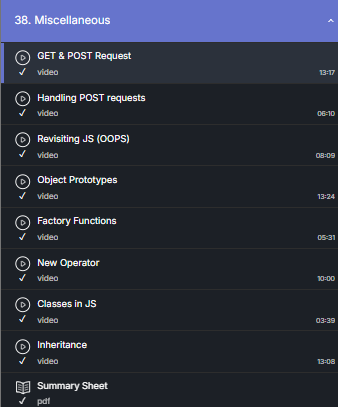 38. Miscellaneous
GET & POST Request
video
13:17
Handling POST requests
video
06:10
Revisiting JS (OOPS)
video
08:09
Object Prototypes
video
13:24
Factory Functions
video
05:31
New Operator
video
10:00
Classes in JS
video
03:39
Inheritance
video
13:08
Summary Sheet
pdf